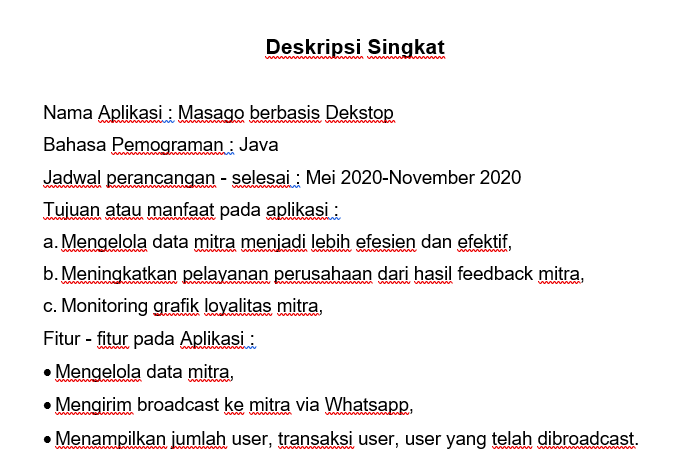 Deskripsi Singkat
Nama Aplikasi : Masago berbasis Dekstop
Bahasa Pemograman : Java
Jadwal perancangan - selesai : Mei 2020-November 2020
Tujuan atau manfaat pada aplikasi :
a. Mengelola data mitra menjadi lebih efesien dan efektif,
b. Meningkatkan pelayanan perusahaan dari hasil feedback mitra,
c. Monitoring grafik loyalitas mitra,
Fitur - fitur pada Aplikasi :
• Mengelola data mitra,
• Mengirim broadcast ke mitra via Whatsapp,
• Menampilkan jumlah user, transaksi user, user yang telah dibroadcast.